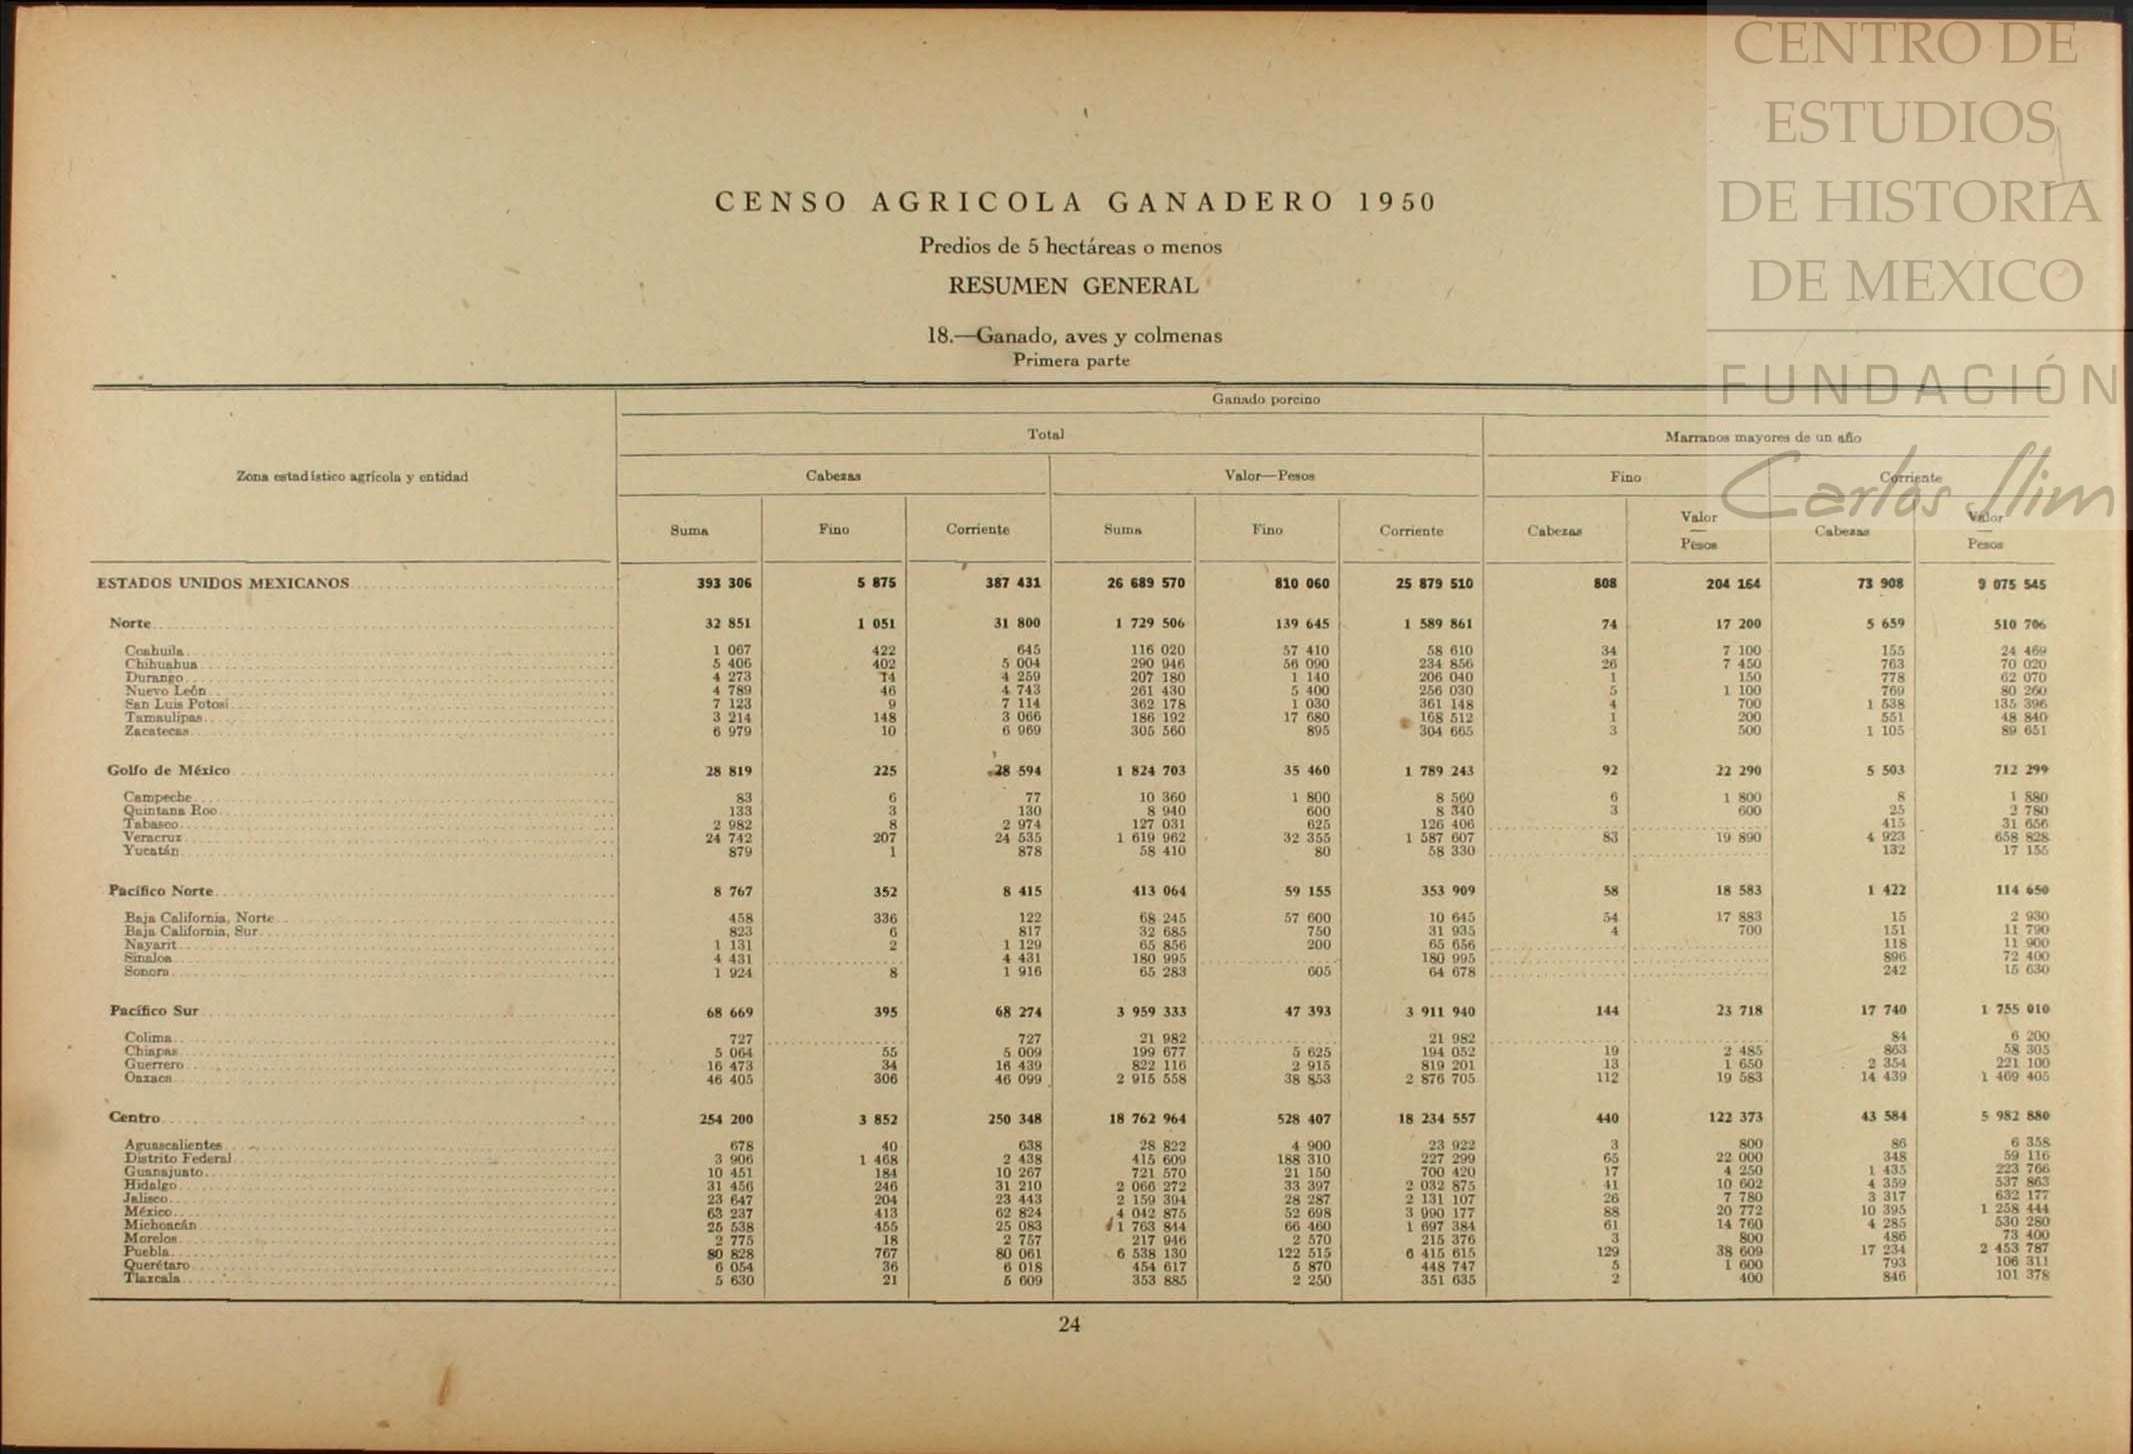 CENTRO DE
ESTUDIOS
DE HISTORIA
DE MEXICO
FUNDACIÓN
Carlos Slim
CENSO AGRICOLA GANADERO 1950
Predios de 5 hectáreas o menos
RESUMEN GENERAL
18.—Ganado, aves y colmenas
Primera parte
Ganado porcino
Total Marranos mayores de un año
Zona estadístico agrícola y entidad Cabezas Valor—Pesos Fino Corriente
Suma Fino Corriente Suma Fino Corriente Cabezas Valor — Pesos Cabezas Valor — Pesos
ESTADOS UNIDOS MEXICANOS 393 306 5 875 387 431 26 689 570 810 060 25 879 510 808 204 164 73 908 9 075 545
Norte 32 851 1 051 31 800 1 729 506 139 645 1 589 861 74 17 200 5 659 510 706
Coahuila 1 067 422 645 116 020 57 410 58 610 34 7 100 155 24 469
Chihuahua 5 406 402 5 004 290 946 56 090 234 856 26 7 450 763 70 020
Durango 4 273 14 4 259 207 180 1 140 206 040 1 150 778 62 070
Nuevo León 4 789 46 4 743 261 430 5 400 256 030 5 1 100 769 80 260
San Luis Potosí 7 123 9 7 114 362 178 1 030 361 148 4 700 1 538 135 396
Tamaulipas 3 214 148 3 066 186 192 17 680 168 512 1 200 551 48 840
Zacatecas 6 979 10 6 969 305 560 895 304 665 3 500 1 105 89 651
Golfo de México 28 819 225 28 594 1 824 703 35 460 1 789 243 92 22 290 5 503 712 299
Campeche 83 6 77 10 360 1 800 8 560 6 1 800 8 1 880
Quintana Roo 133 3 130 8 940 600 8 340 3 600 25 2 780
Tabasco 2 982 8 2 974 127 031 625 126 406 415 31 656
Veracruz 24 742 207 24 535 1 619 962 32 355 1 587 607 83 19 890 4 923 658 828
Yucatán 879 1 878 58 410 80 58 330 132 17 155
Pacífico Norte 8 767 352 8 415 413 064 59 155 353 909 58 18 583 1 422 114 650
Baja California, Norte 458 336 122 68 245 57 600 10 645 54 17 883 15 2 930
Baja California, Sur 823 6 817 32 685 750 31 935 4 700 151 11 790
Nayarit 1 131 2 1 129 65 856 200 65 656 118 11 900
Sinaloa 4 431 4 431 180 995 180 995 896 72 400
Sonora 1 924 8 1 916 65 283 605 64 678 242 15 630
Pacífico Sur 68 669 395 68 274 3 959 333 47 393 3 911 940 144 23 718 17 740 1 755 010
Colima 727 727 21 982 21 982 84 6 200
Chiapas 5 064 55 5 009 199 677 5 625 194 052 19 2 485 863 58 305
Guerrero 16 473 34 16 439 822 116 2 915 819 201 13 1 650 2 354 221 100
Oaxaca 46 405 306 46 099 2 915 558 38 853 2 876 705 112 19 583 14 439 1 469 405
Centro 254 200 3 852 250 348 18 762 964 528 407 18 234 557 440 122 373 43 584 5 982 880
Aguascalientes 678 40 638 28 822 4 900 23 922 3 800 86 6 358
Distrito Federal 3 906 1 468 2 438 415 609 188 310 227 299 65 22 000 348 59 116
Guanajuato 10 451 184 10 267 721 570 21 150 700 420 17 4 250 1 435 223 766
Hidalgo 31 456 246 31 210 2 066 272 33 397 2 032 875 41 10 602 4 359 537 863
Jalisco 23 647 204 23 443 2 159 394 28 287 2 131 107 26 7 780 3 317 632 177
México 63 237 413 62 824 4 042 875 52 698 3 990 177 88 20 772 10 395 1 258 444
Michoacán 25 538 455 25 083 1 763 844 66 460 1 697 384 61 14 760 4 285 530 280
Morelos 2 775 18 2 757 217 946 2 570 215 376 3 800 486 73 400
Puebla 80 828 767 80 061 6 538 130 122 515 6 415 615 129 38 609 17 234 2 453 787
Querétaro 6 054 36 6 018 454 617 5 870 448 747 5 1 600 793 106 311
Tlaxcala 5 630 21 5 609 353 885 2 250 351 635 2 400 846 101 378
24